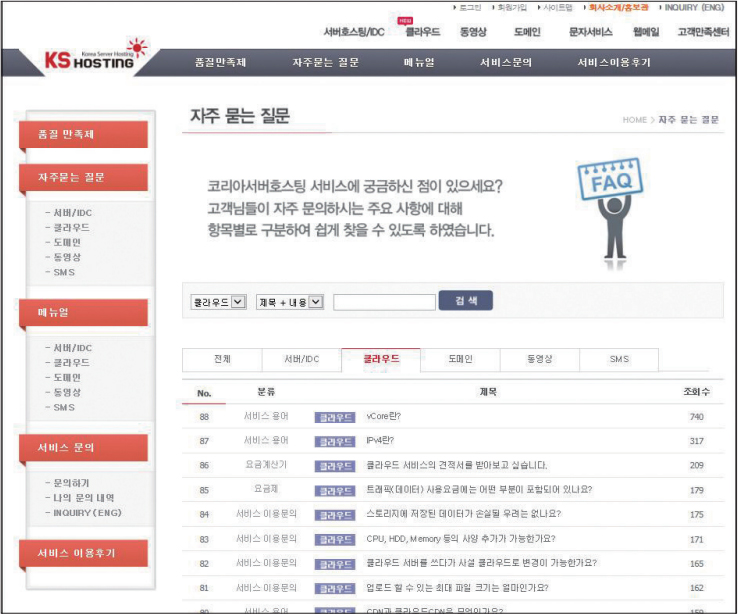 로그인 회원가입 사이트맵 회사소개/홍보관 INQUIRY (ENG)
NEW
서버호스팅/IDC 클라우드 동영상 도메인 문자서비스 웹메일 고객만족센터
Korea Server Hosting
KS HOSTING
품질만족제 자주묻는 질문 메뉴얼 서비스문의 서비스이용후기
품질 만족제
자주묻는 질문
- 서버/IDC
- 클라우드
- 도메인
- 동영상
- SMS
메뉴얼
- 서버/IDC
- 클라우드
- 도메인
- 동영상
- SMS
서비스 문의
- 문의하기
- 나의 문의 내역
- INQUIRY (ENG)
서비스 이용후기
자주 묻는 질문
HOME > 자주 묻는 질문
코리아서버호스팅 서비스에 궁금하신 점이 있으세요?
고객님들이 자주 문의하시는 주요 사항에 대해
항목별로 구분하여 쉽게 찾을 수 있도록 하였습니다.
FAQ
클라우드 제목 + 내용 검색
전체 서버/IDC 클라우드 도메인 동영상 SMS
No. 분류 제목 조회수
88 서비스 용어 클라우드 vCore란? 740
87 서비스 용어 클라우드 IPv4란? 317
86 요금계산기 클라우드 클라우드 서비스의 견적서를 받아보고 싶습니다. 209
85 요금제 클라우드 트래픽(데이터) 사용요금에는 어떤 부분이 포함되어 있나요? 179
84 서비스 이용문의 클라우드 스토리지에 저장된 데이터가 손실될 우려는 없나요? 175
83 서비스 이용문의 클라우드 CPU, HDD, Memory 등의 사양 추가가 가능한가요? 171
82 서비스 이용문의 클라우드 클라우드 서버를 쓰다가 사설 클라우드로 변경이 가능한가요? 165
81 서비스 이용문의 클라우드 업로드 할 수 있는 최대 파일 크기는 얼마인가요? 162
80 서비스 용어 클라우드 CDN과 클라우드CDN은 무엇인가요? 159